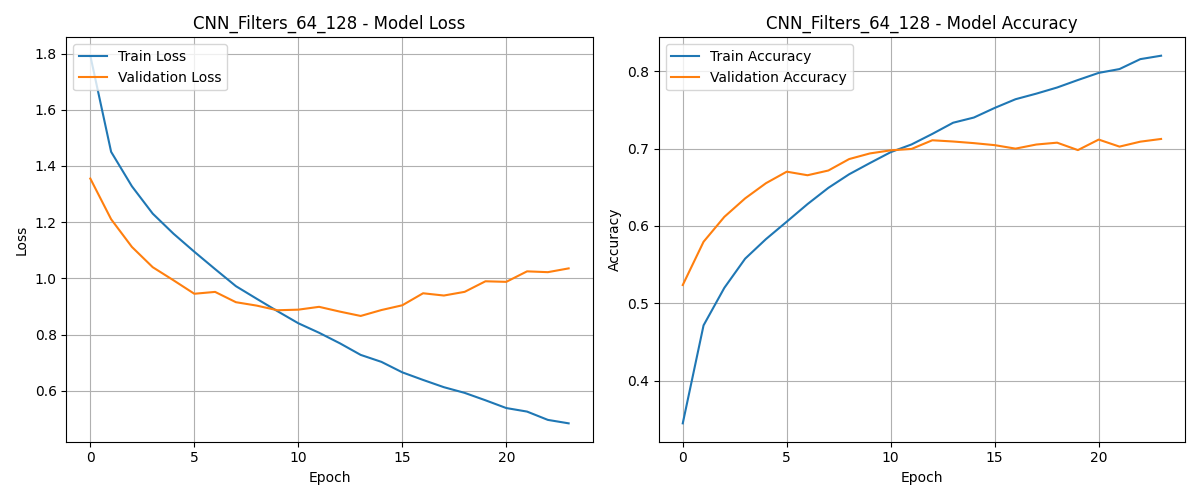 CNN_Filters_64_128 - Model Loss
Train Loss
Validation Loss
1.8
1.6
1.4
1.2
1.0
0.8
0.6
Loss
0 5 10 15 20
Epoch
CNN_Filters_64_128 - Model Accuracy
Train Accuracy
Validation Accuracy
0.8
0.7
0.6
0.5
0.4
Accuracy
0 5 10 15 20
Epoch